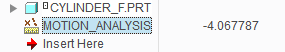 CYLINDER_F.PRT
MOTION_ANALYSIS -4.067787
Insert Here